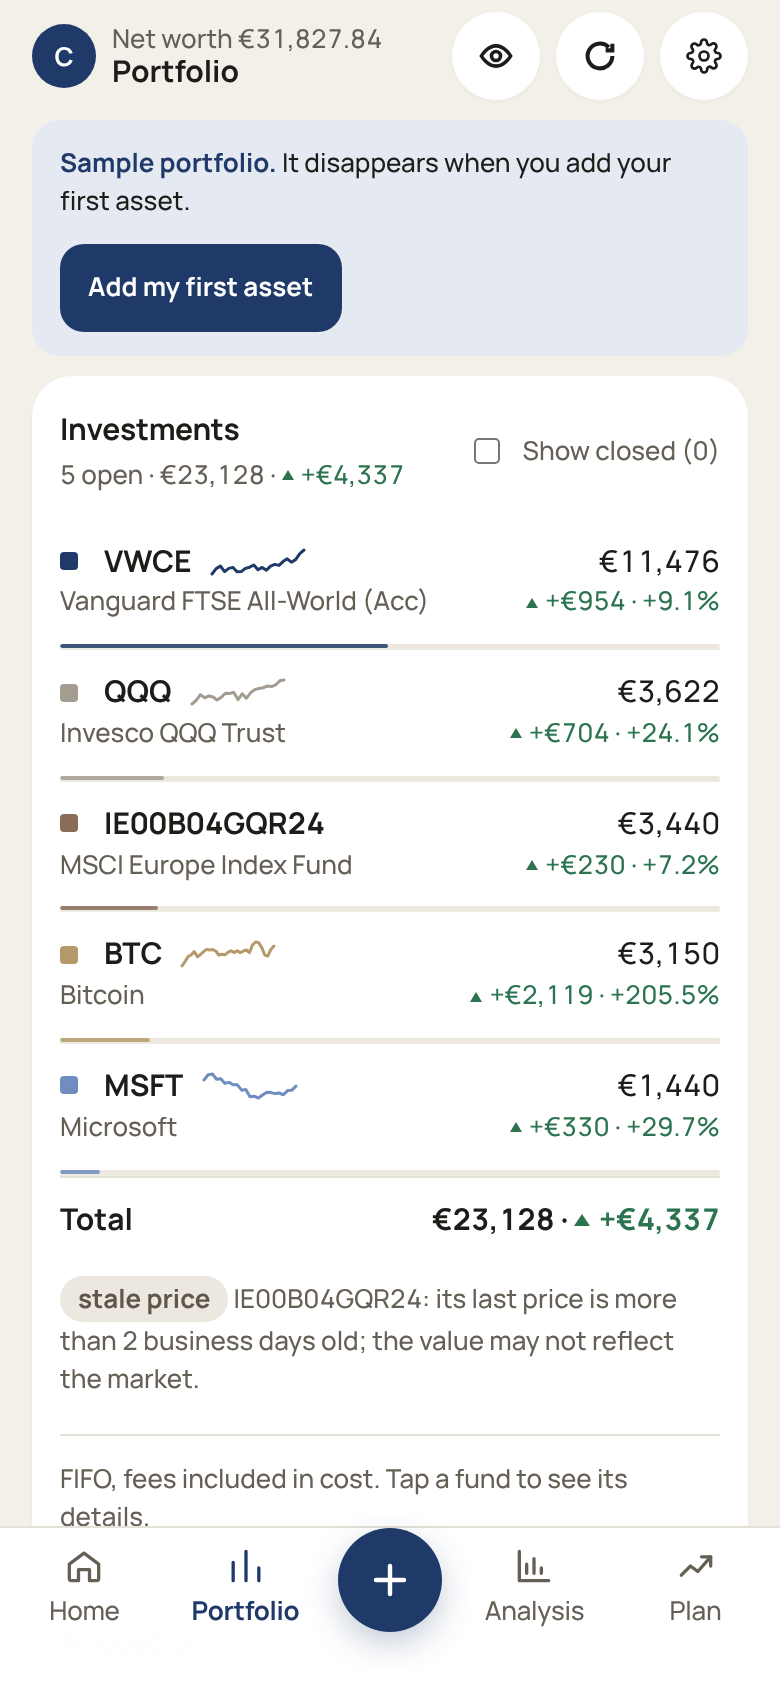 C
Net worth €31,827.84
Portfolio
Sample portfolio. It disappears when you add your
first asset.
Add my first asset
Investments
5 open · €23,128 · ▲ +€4,337
Show closed (0)
VWCE
€11,476
Vanguard FTSE All-World (Acc)
▲ +€954 · +9.1%
QQQ
€3,622
Invesco QQQ Trust
▲ +€704 · +24.1%
IE00B04GQR24
€3,440
MSCI Europe Index Fund
▲ +€230 · +7.2%
BTC
€3,150
Bitcoin
▲ +€2,119 · +205.5%
MSFT
€1,440
Microsoft
▲ +€330 · +29.7%
Total
€23,128 · ▲ +€4,337
stale price IE00B04GQR24: its last price is more
than 2 business days old; the value may not reflect
the market.
FIFO, fees included in cost. Tap a fund to see its
details.
Home
Portfolio
Analysis
Plan